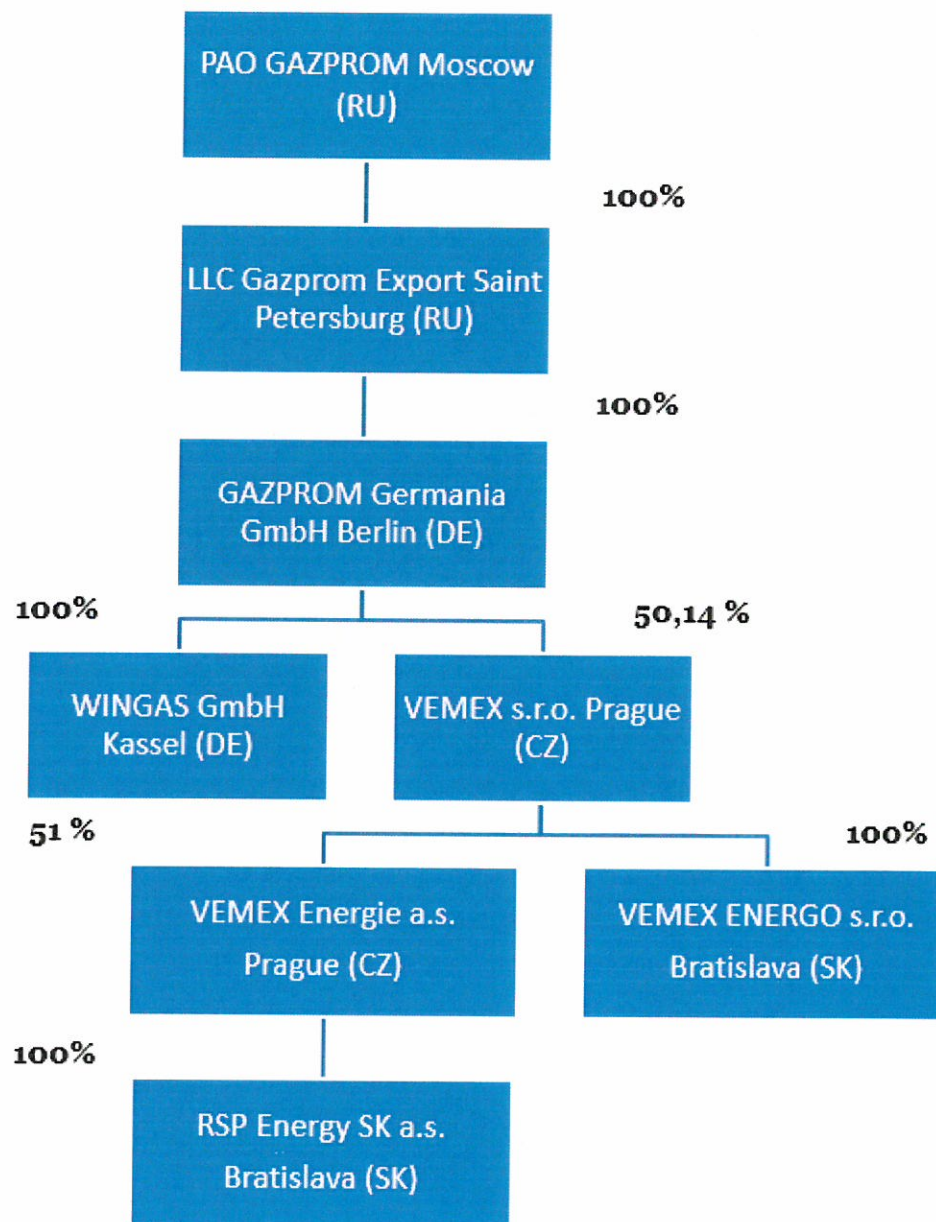 PAO GAZPROM Moscow
(RU)
100%
LLC Gazprom Export Saint
Petersburg (RU)
100%
GAZPROM Germania
GmbH Berlin (DE)
100%
50,14 %
WINGAS GmbH
Kassel (DE)
VEMEX s.r.o. Prague
(CZ)
51 %
100%
VEMEX Energie a.s.
Prague (CZ)
VEMEX ENERGO s.r.o.
Bratislava (SK)
100%
RSP Energy SK a.s.
Bratislava (SK)